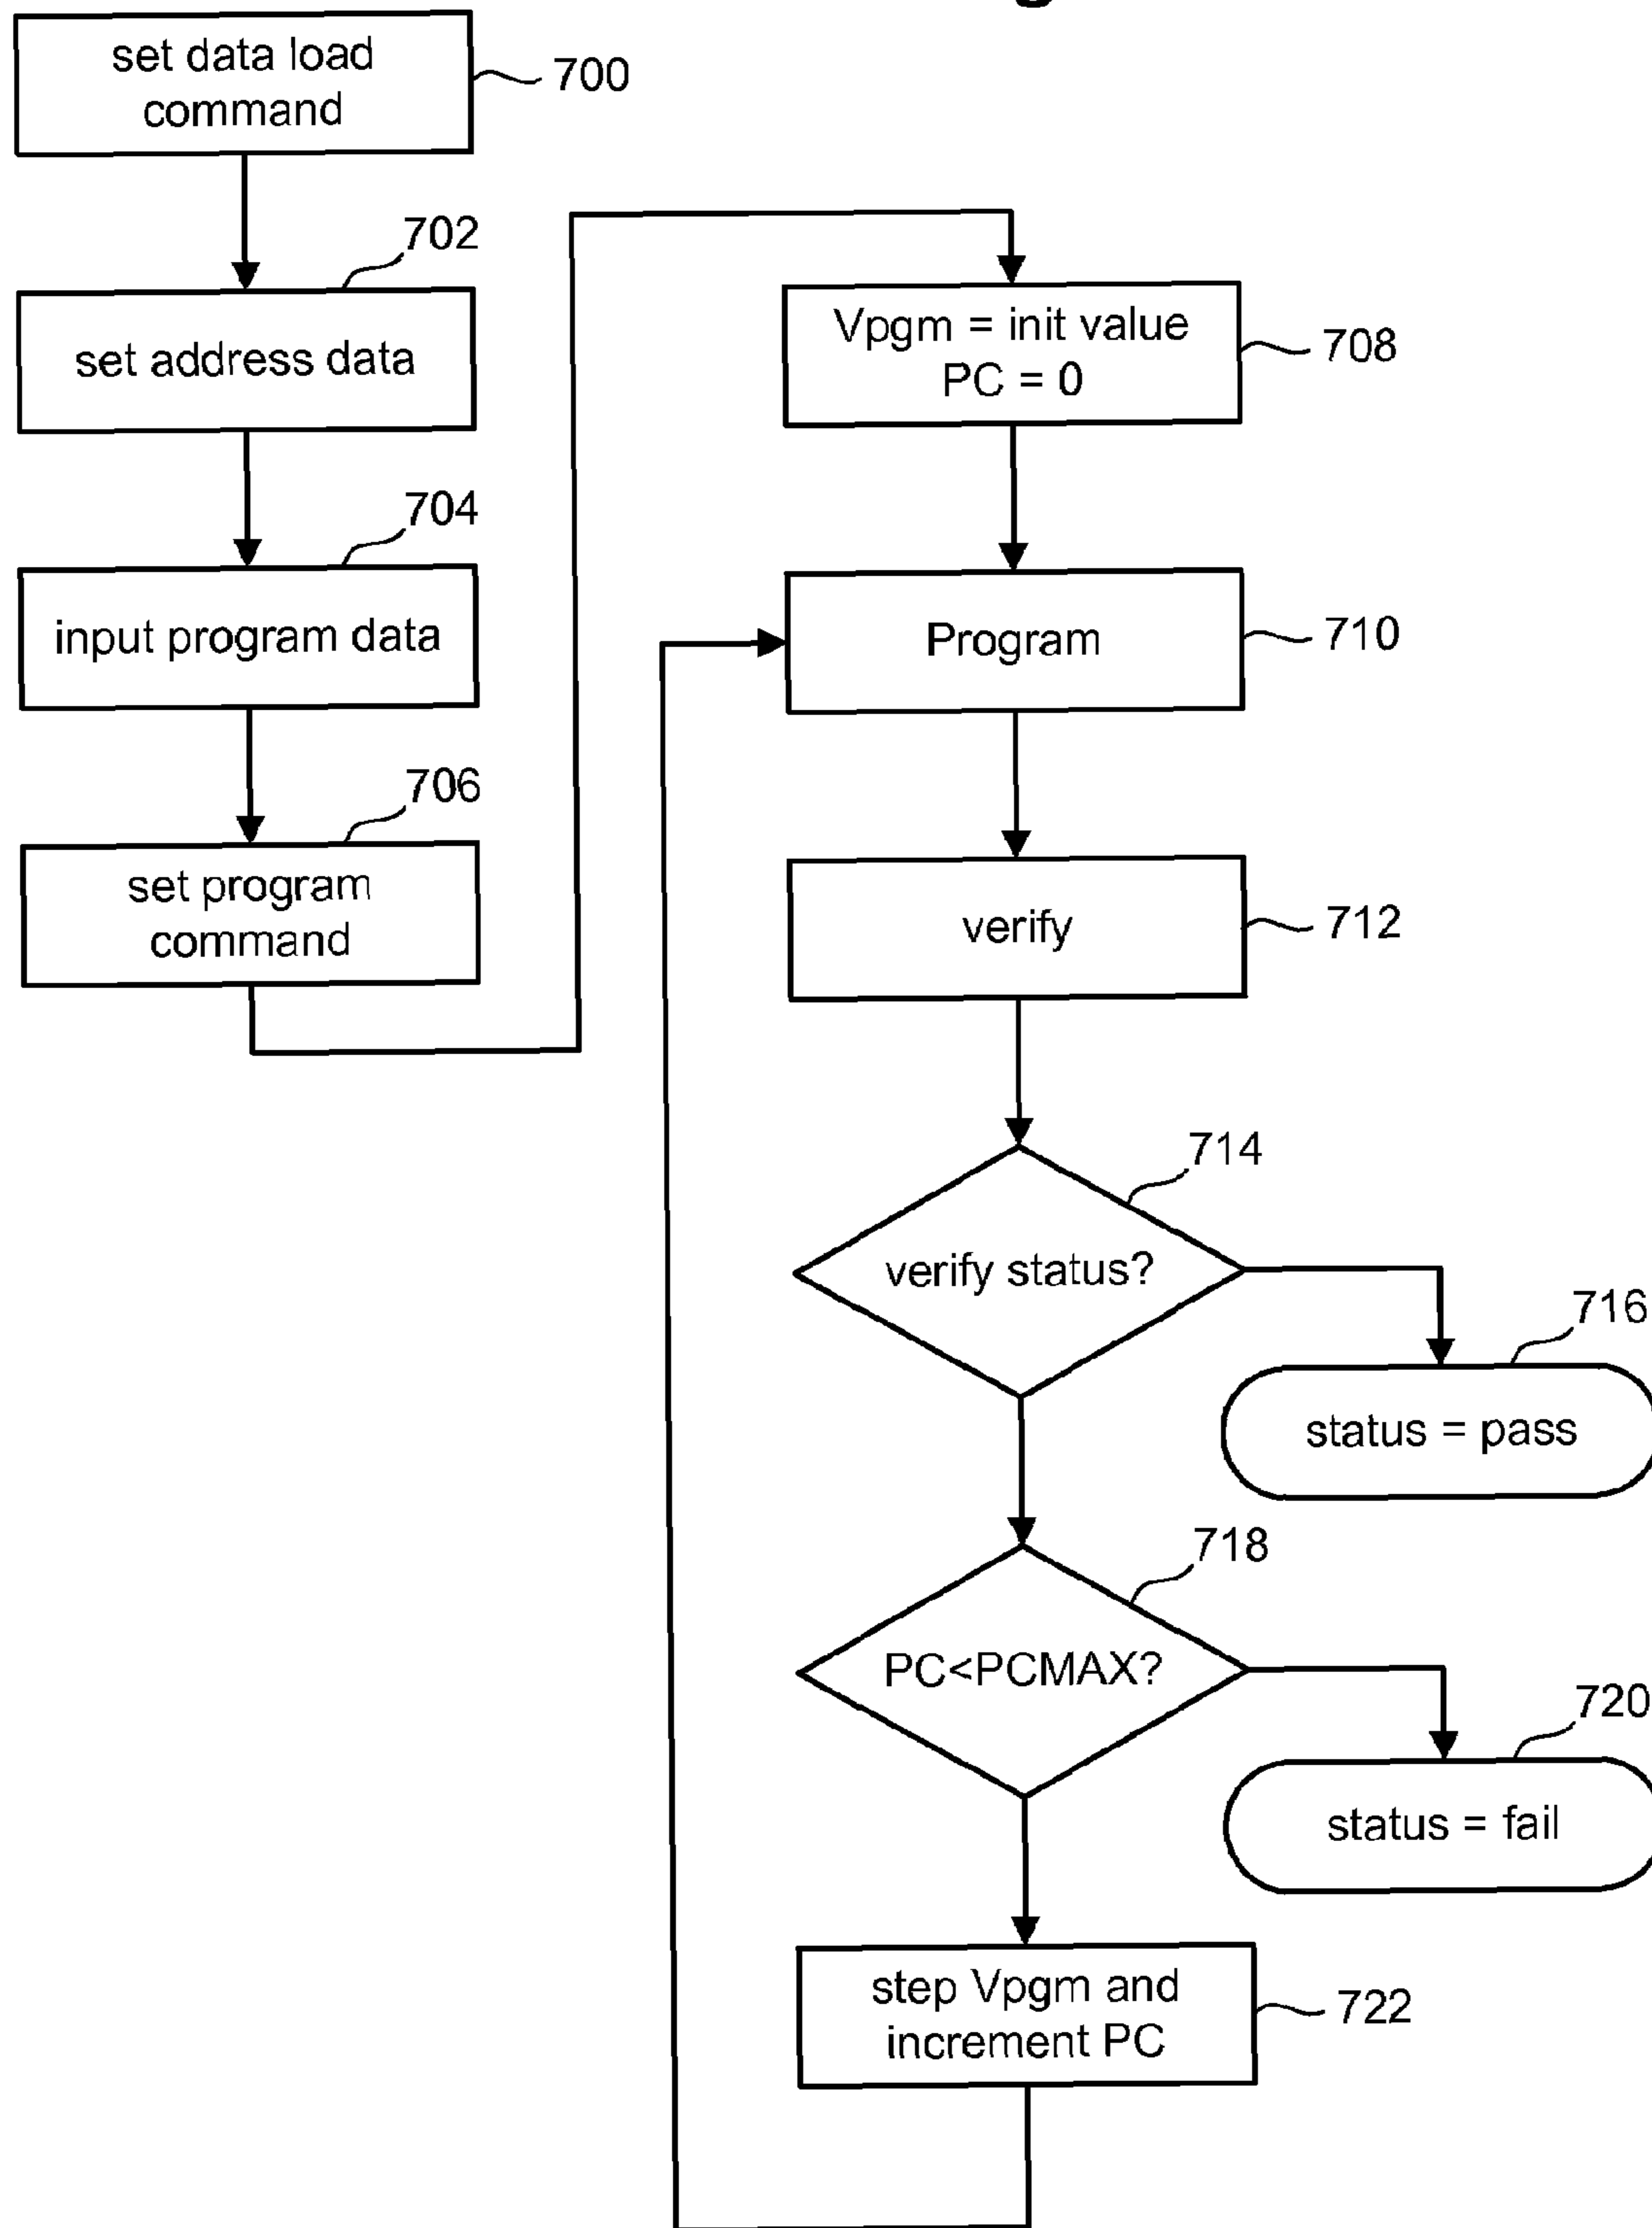 set data load
command
700
702
set address data
704
input program data
706
set program
command
Vpgm = init value
PC = 0
708
Program
710
verify
712
714
verify status?
716
status = pass
718
PC<PCMAX?
720
status = fail
step Vpgm and
increment PC
722